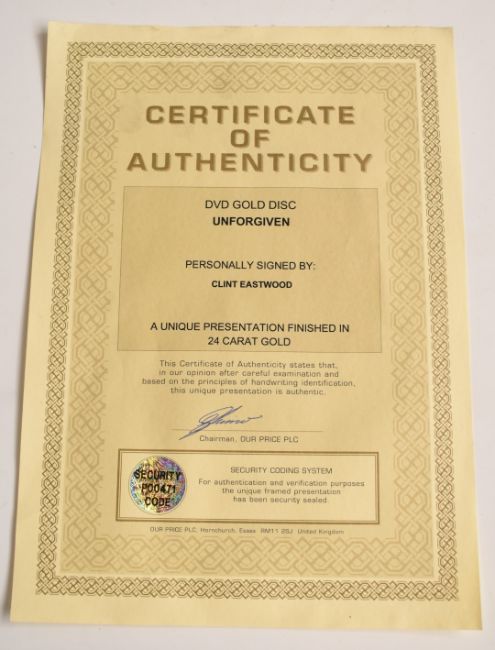 CERTIFICATE
OF
AUTHENTICITY
DVD GOLD DISC
UNFORGIVEN
PERSONALLY SIGNED BY:
CLINT EASTWOOD
A UNIQUE PRESENTATION FINISHED IN
24 CARAT GOLD
This Certificate of Authenticity states that,
in our opinion after careful examination and
based on the principles of handwriting identification,
this unique presentation is authentic.
Chairman, OUR PRICE PLC
SECURITY
P00471
CODE
SECURITY CODING SYSTEM
For authentication and verification purposes
the unique framed presentation
has been security sealed.
OUR PRICE PLC, Hornchurch, Essex RM11 2SJ United Kingdom